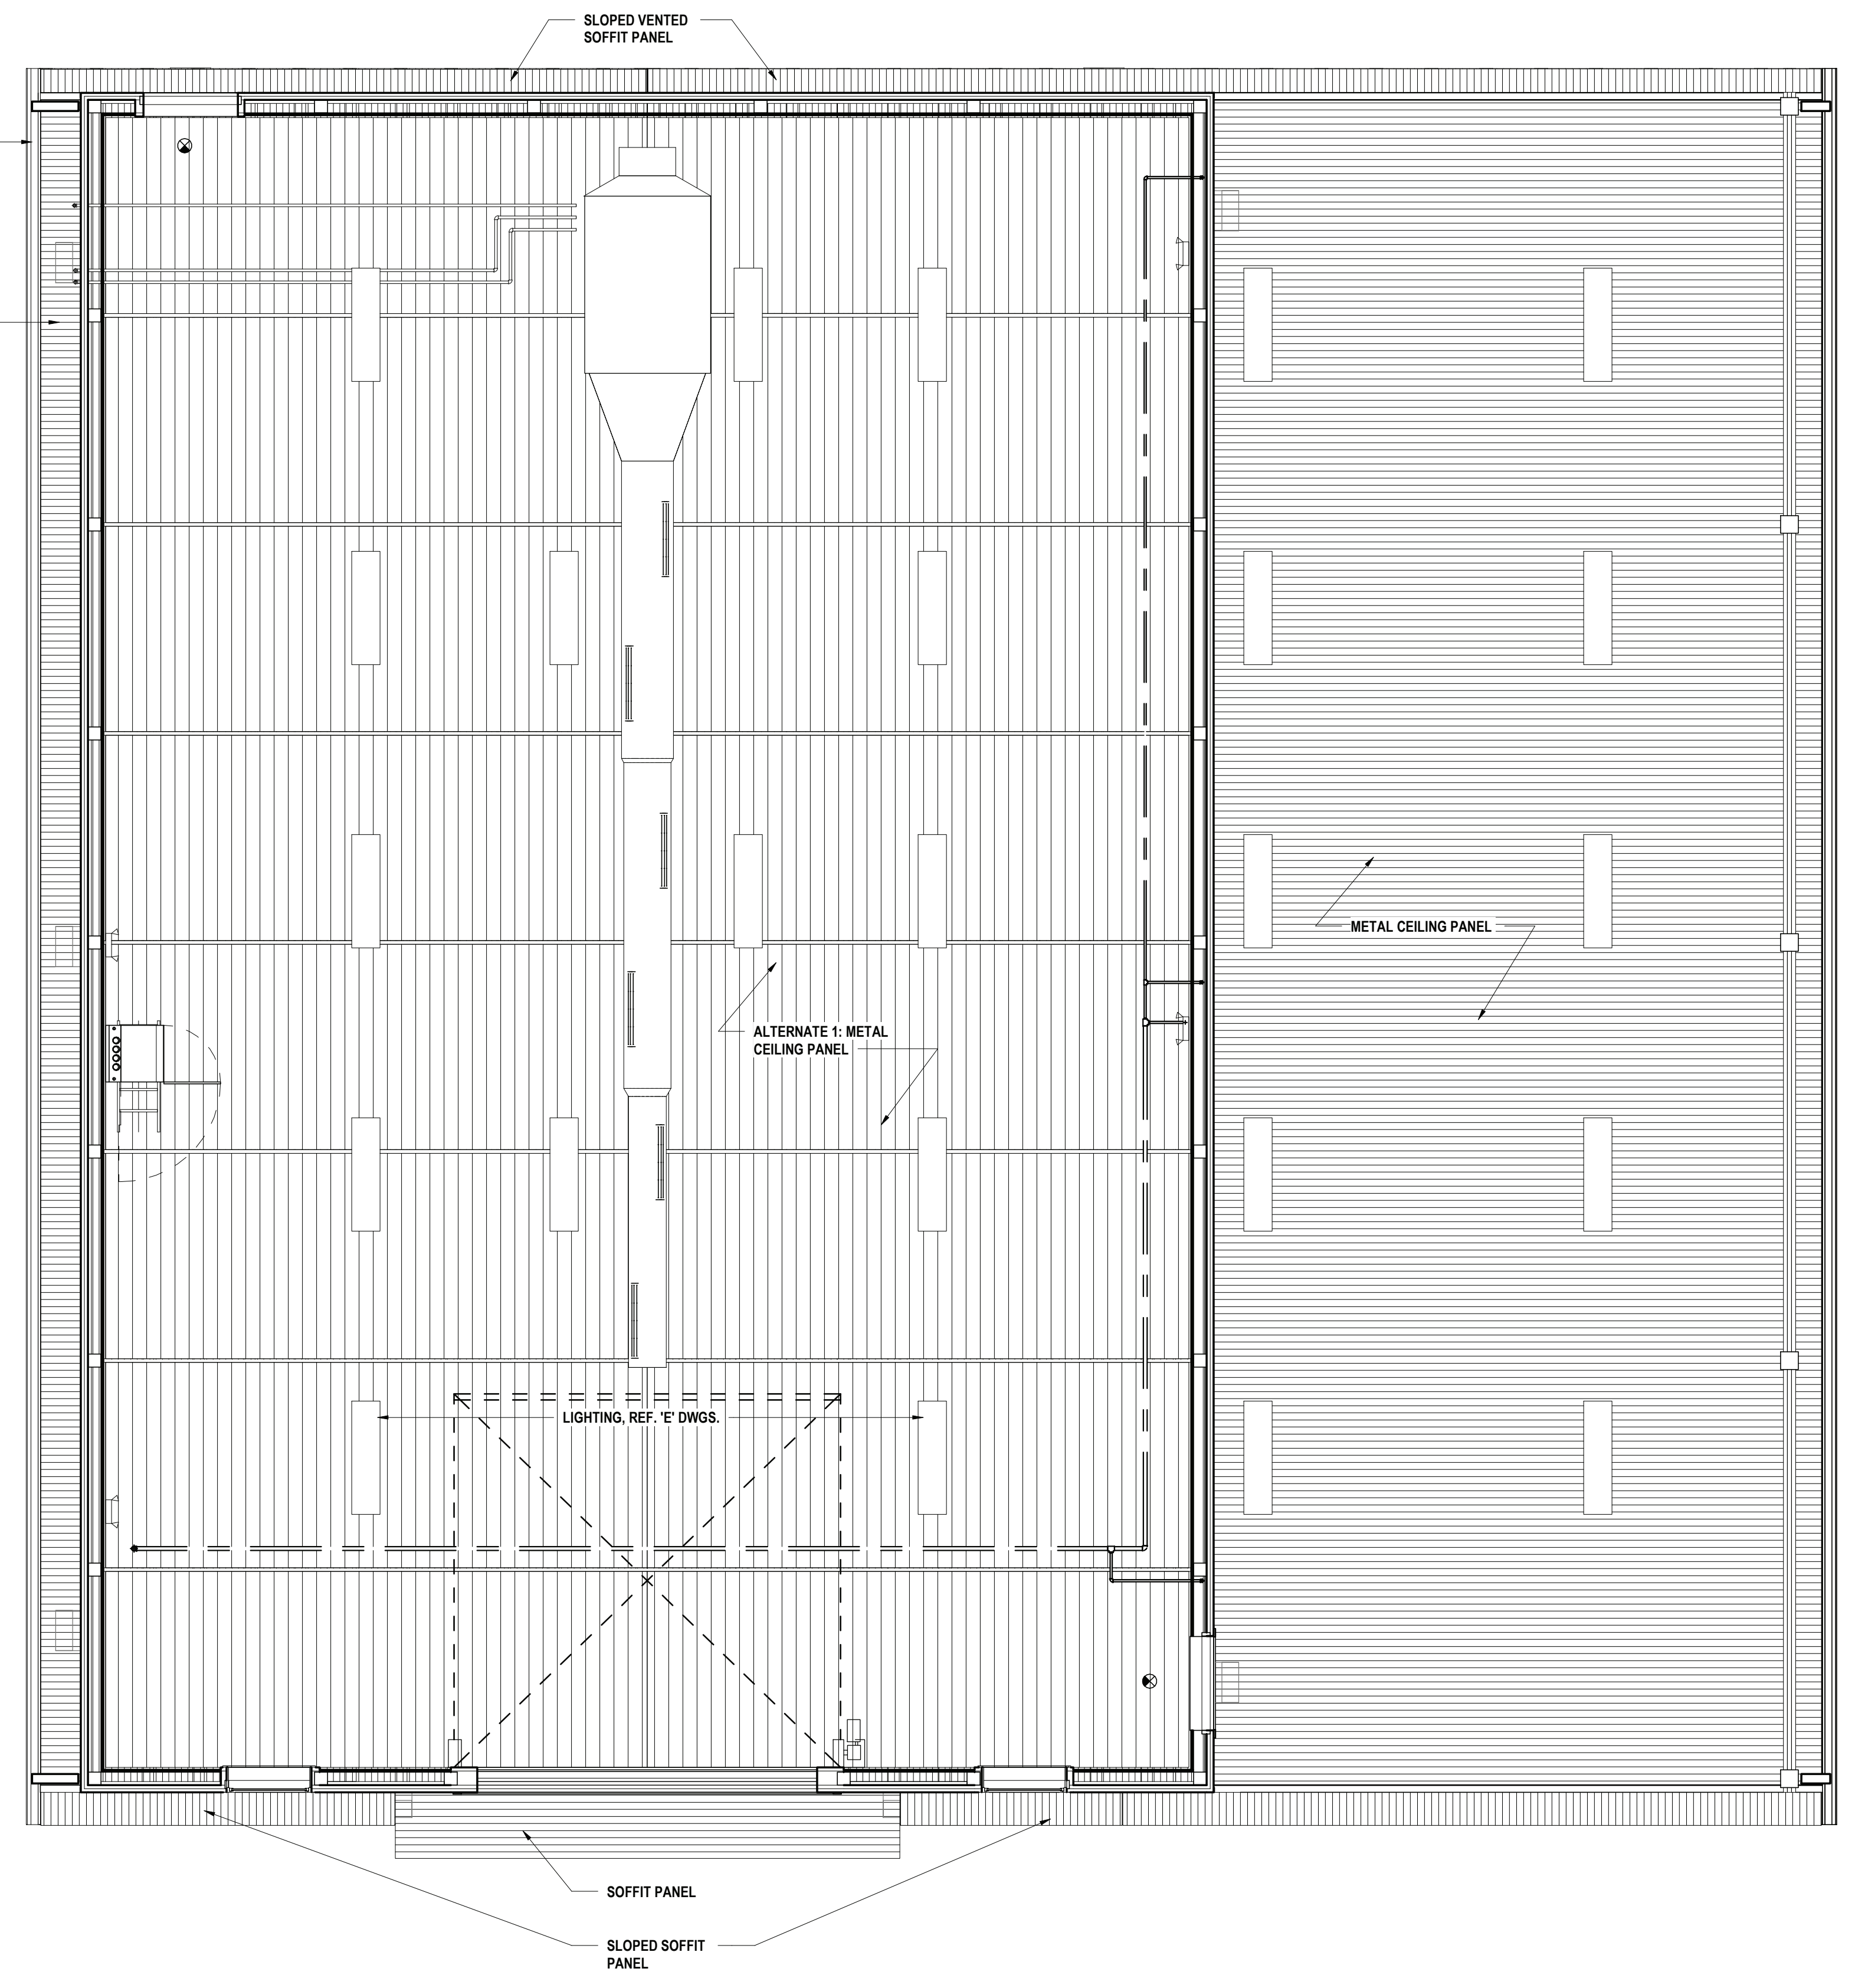 SLOPED VENTED
SOFFIT PANEL
METAL CEILING PANEL
ALTERNATE 1: METAL
CEILING PANEL
LIGHTING, REF. 'E' DWGS.
SOFFIT PANEL
SLOPED SOFFIT
PANEL